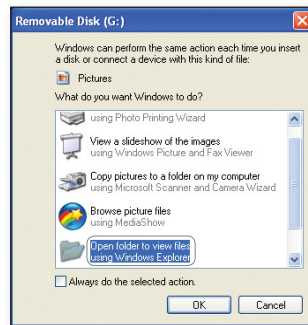 Removable Disk (G:)
Windows can perform the same action each time you insert
a disk or connect a device with this kind of file:
Pictures
What do you want Windows to do?
using Photo Printing Wizard
View a slideshow of the images
using Windows Picture and Fax Viewer
Copy pictures to a folder on my computer
using Microsoft Scanner and Camera Wizard
Browse picture files
using MediaShow
Open folder to view files
using Windows Explorer
Always do the selected action.
OK
Cancel